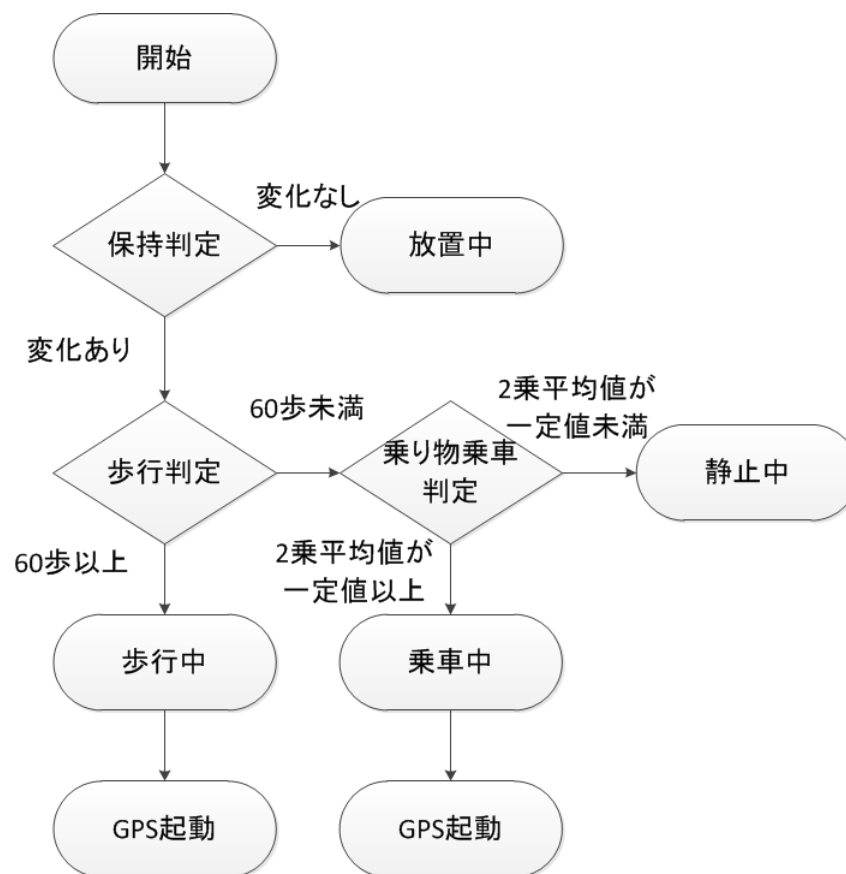 開始
変化なし
保持判定
放置中
変化あり
60歩未満
2乗平均値が
一定値未満
歩行判定
乗り物乗車
判定
静止中
60歩以上
2乗平均値が
一定値以上
歩行中
乗車中
GPS起動
GPS起動